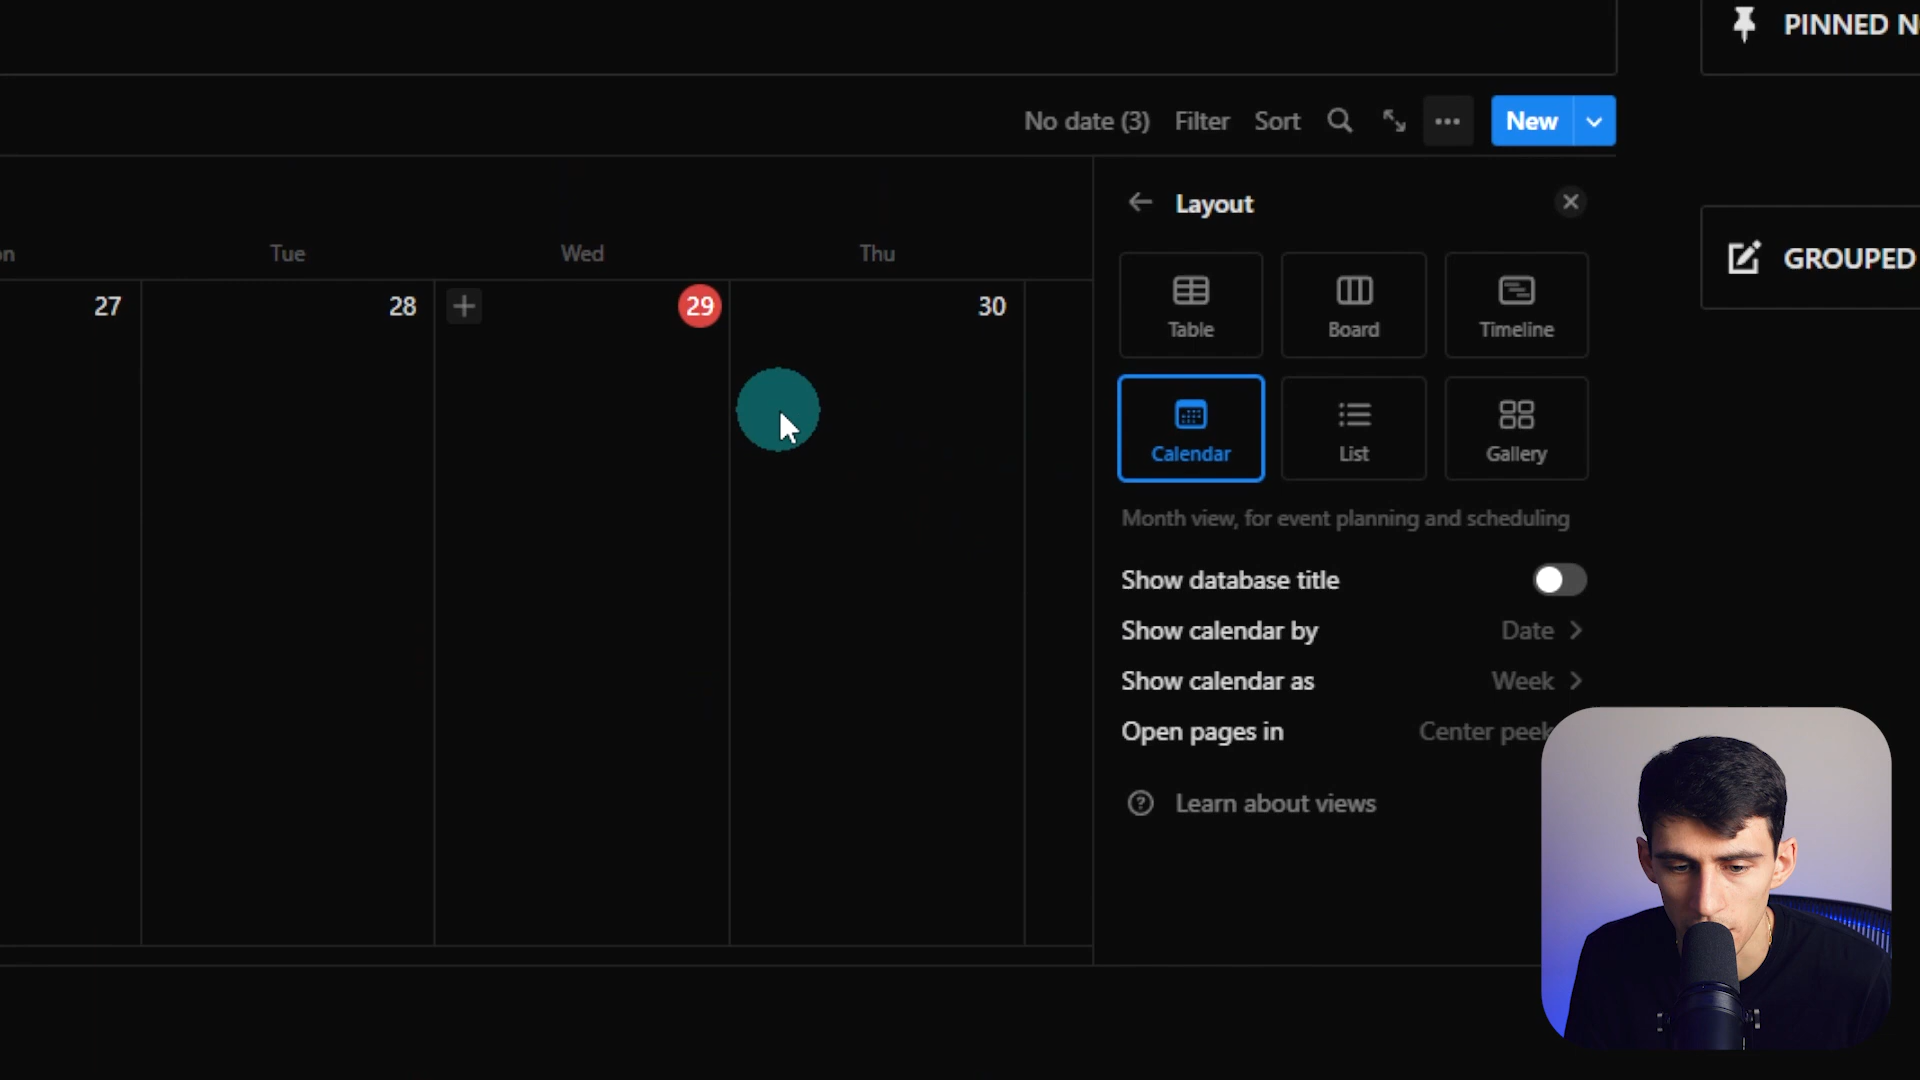 PINNED N
No date (3) Filter Sort New
Layout
GROUPED
on Tue Wed Thu
27 28 29 30
Table Board Timeline
Calendar List Gallery
Month view, for event planning and scheduling
Show database title
Show calendar by Date
Show calendar as Week
Open pages in Center peek
Learn about views